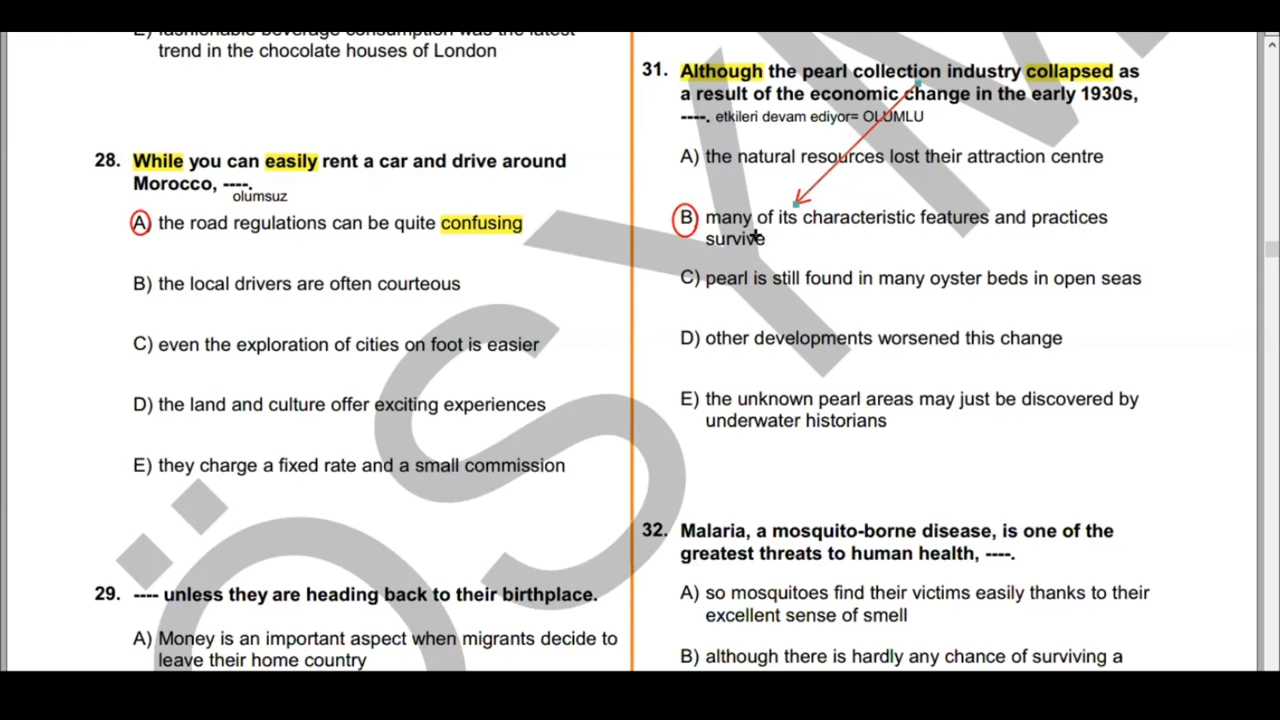 E) fashionable beverage consumption was the latest
trend in the chocolate houses of London
28. While you can easily rent a car and drive around
Morocco, ----.
olumsuz
A) the road regulations can be quite confusing
B) the local drivers are often courteous
C) even the exploration of cities on foot is easier
D) the land and culture offer exciting experiences
E) they charge a fixed rate and a small commission
29. ---- unless they are heading back to their birthplace.
A) Money is an important aspect when migrants decide to
leave their home country
31. Although the pearl collection industry collapsed as
a result of the economic change in the early 1930s,
----. etkileri devam ediyor= OLUMLU
A) the natural resources lost their attraction centre
B) many of its characteristic features and practices
survive
C) pearl is still found in many oyster beds in open seas
D) other developments worsened this change
E) the unknown pearl areas may just be discovered by
underwater historians
32. Malaria, a mosquito-borne disease, is one of the
greatest threats to human health, ----.
A) so mosquitoes find their victims easily thanks to their
excellent sense of smell
B) although there is hardly any chance of surviving a
ÖSYM